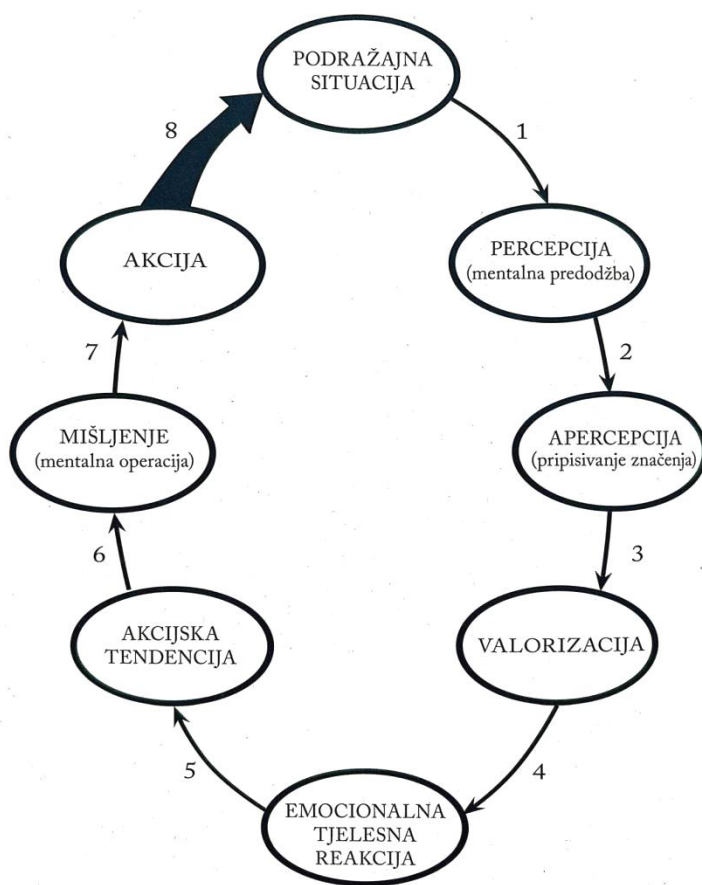 PODRAŽAJNA
SITUACIJA
1
PERCEPCIJA
(mentalna predodžba)
2
APERCEPCIJA
(pripisivanje značenja)
3
VALORIZACIJA
4
EMOCIONALNA
TJELESNA
REAKCIJA
5
AKCIJSKA
TENDENCIJA
6
MIŠLJENJE
(mentalna operacija)
7
AKCIJA
8